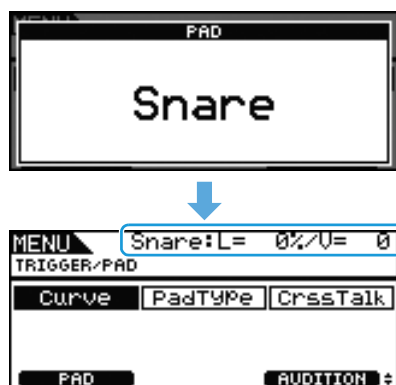 MENU
PAD
Snare
MENU Snare:L= 0%/V= 0
TRIGGER/PAD
Curve PadType CrssTalk
PAD AUDITION